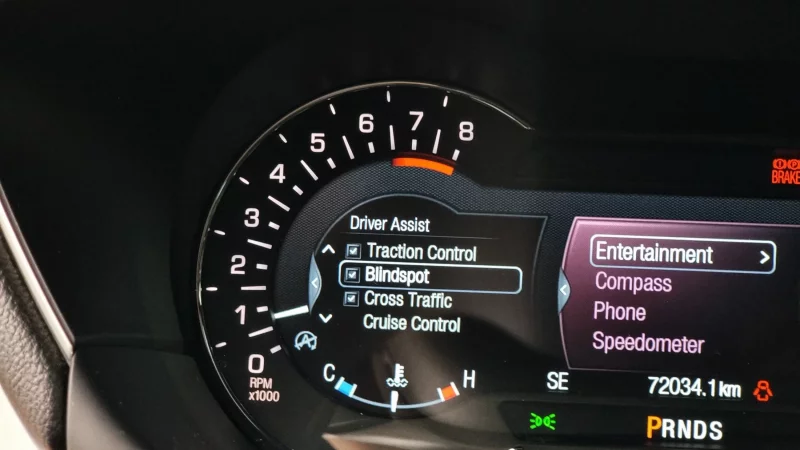 8
7
6
5
4
3
2
1
0
RPM
x1000
Driver Assist
Traction Control
Blindspot
Cross Traffic
Cruise Control
C
H
Entertainment
Compass
Phone
Speedometer
BRAKE
SE
72034.1km
PRNDS